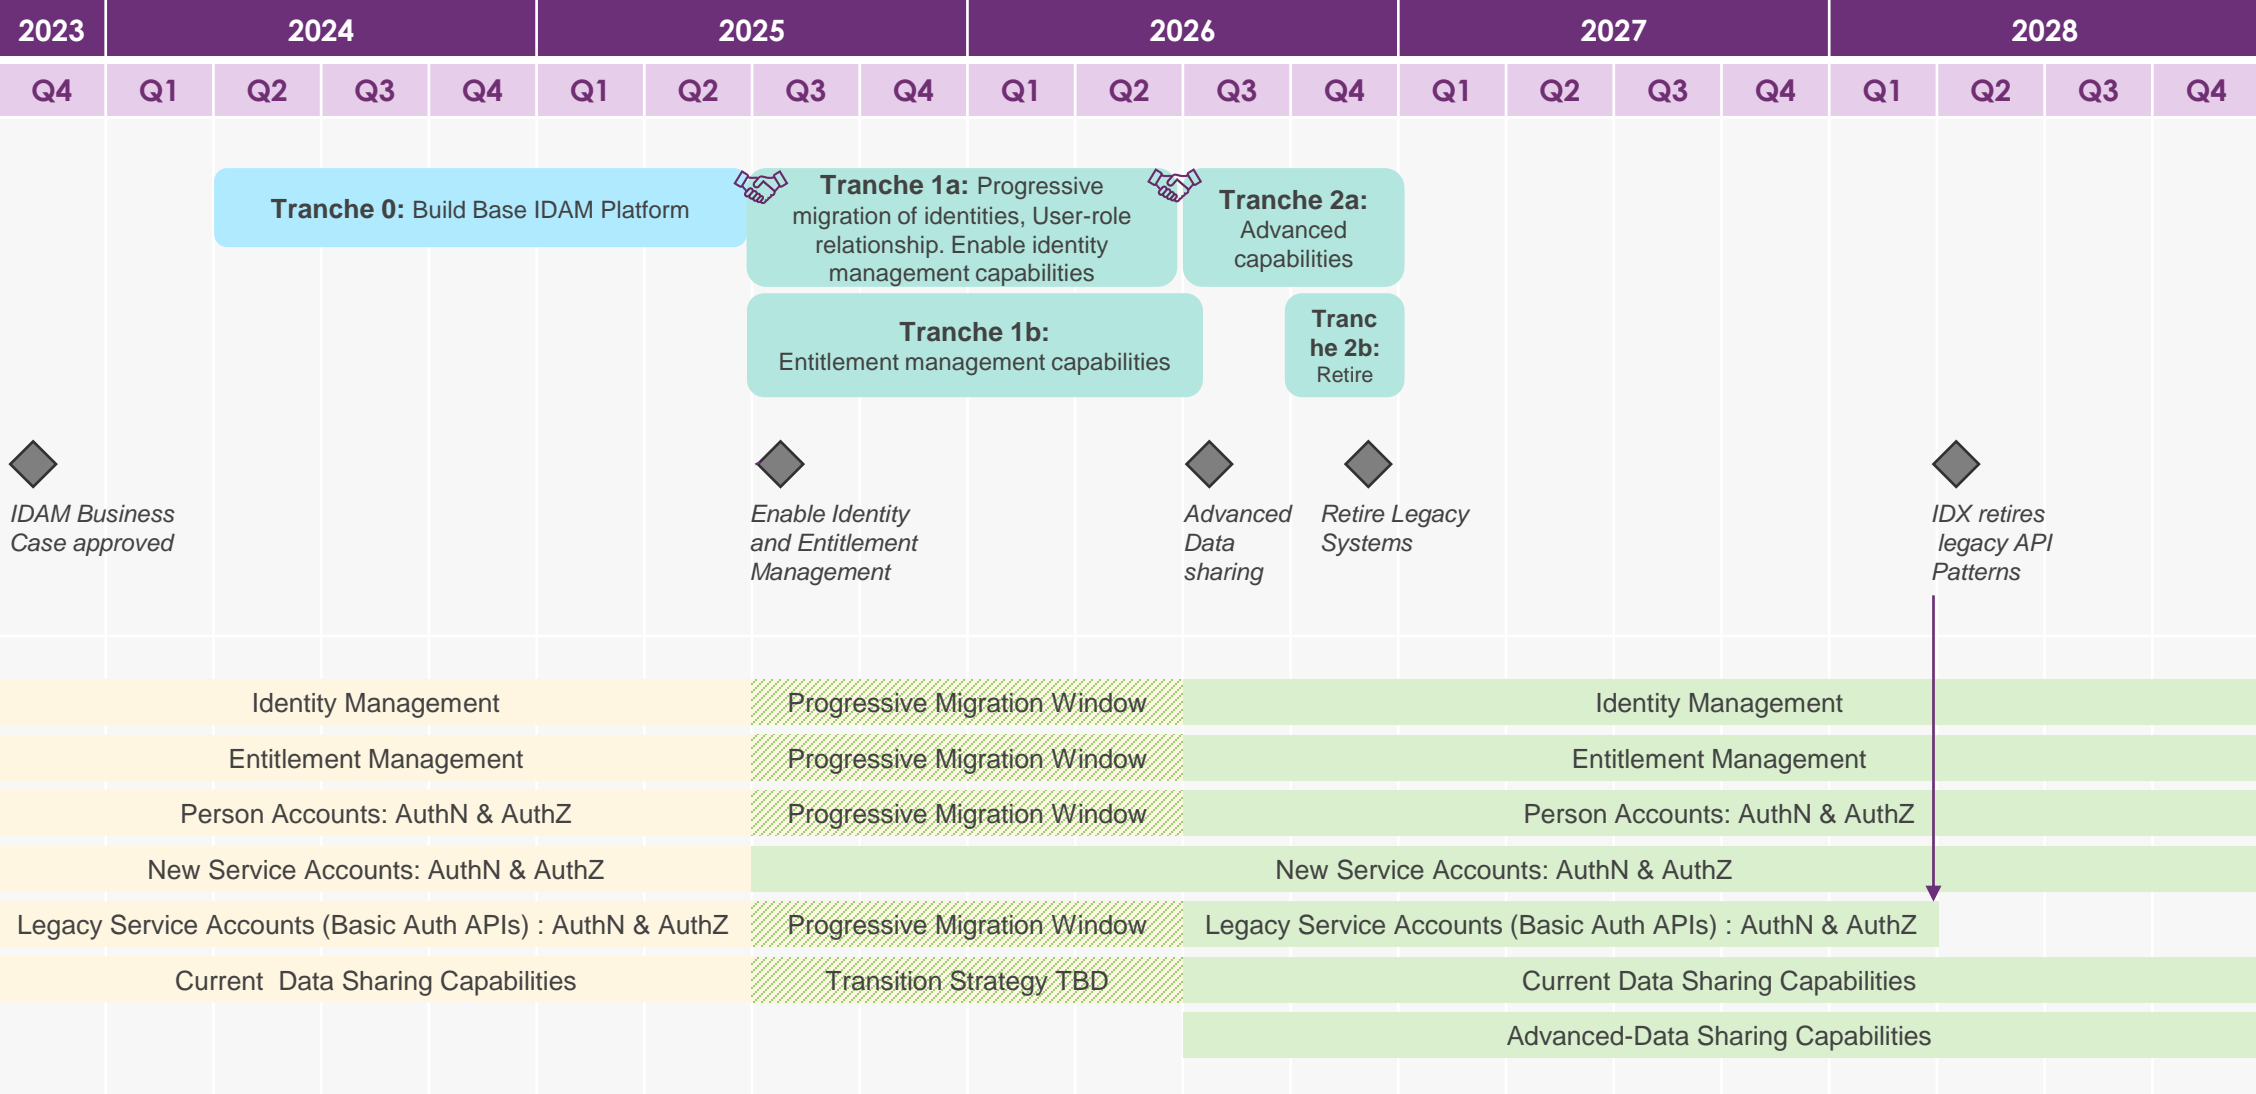 2023 2024 2025 2026 2027 2028
Q4 Q1 Q2 Q3 Q4 Q1 Q2 Q3 Q4 Q1 Q2 Q3 Q4 Q1 Q2 Q3 Q4 Q1 Q2 Q3 Q4
Tranche 0: Build Base IDAM Platform
Tranche 1a: Progressive
migration of identities, User-role
relationship. Enable identity
management capabilities
Tranche 2a:
Advanced
capabilities
Tranche 1b:
Entitlement management capabilities
Tranc
he 2b:
Retire
IDAM Business
Case approved
Enable Identity
and Entitlement
Management
Advanced
Data
sharing
Retire Legacy
Systems
IDX retires
legacy API
Patterns
Identity Management Progressive Migration Window Identity Management
Entitlement Management Progressive Migration Window Entitlement Management
Person Accounts: AuthN & AuthZ Progressive Migration Window Person Accounts: AuthN & AuthZ
New Service Accounts: AuthN & AuthZ New Service Accounts: AuthN & AuthZ
Legacy Service Accounts (Basic Auth APIs) : AuthN & AuthZ Progressive Migration Window Legacy Service Accounts (Basic Auth APIs) : AuthN & AuthZ
Current  Data Sharing Capabilities Transition Strategy TBD Current Data Sharing Capabilities
Advanced-Data Sharing Capabilities